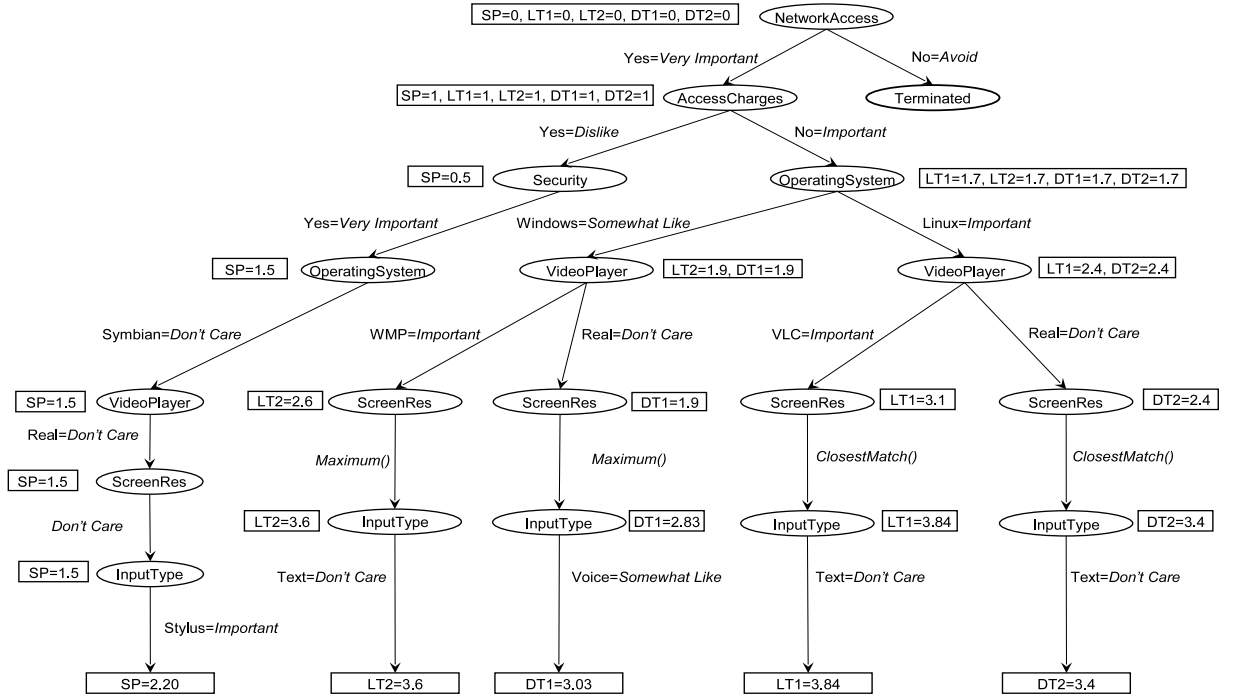 SP=0, LT1=0, LT2=0, DT1=0, DT2=0
NetworkAccess
Yes=Very Important
No=Avoid
SP=1, LT1=1, LT2=1, DT1=1, DT2=1
AccessCharges
Terminated
Yes=Dislike
No=Important
SP=0.5
Security
OperatingSystem
LT1=1.7, LT2=1.7, DT1=1.7, DT2=1.7
Yes=Very Important
Windows=Somewhat Like
Linux=Important
SP=1.5
OperatingSystem
VideoPlayer
LT2=1.9, DT1=1.9
VideoPlayer
LT1=2.4, DT2=2.4
Symbian=Don't Care
WMP=Important
Real=Don't Care
VLC=Important
Real=Don't Care
SP=1.5
VideoPlayer
LT2=2.6
ScreenRes
ScreenRes
DT1=1.9
ScreenRes
LT1=3.1
ScreenRes
DT2=2.4
Real=Don't Care
Maximum()
Maximum()
ClosestMatch()
ClosestMatch()
SP=1.5
ScreenRes
Don't Care
LT2=3.6
InputType
InputType
DT1=2.83
InputType
LT1=3.84
InputType
DT2=3.4
SP=1.5
InputType
Text=Don't Care
Voice=Somewhat Like
Text=Don't Care
Text=Don't Care
Stylus=Important
SP=2.20
LT2=3.6
DT1=3.03
LT1=3.84
DT2=3.4